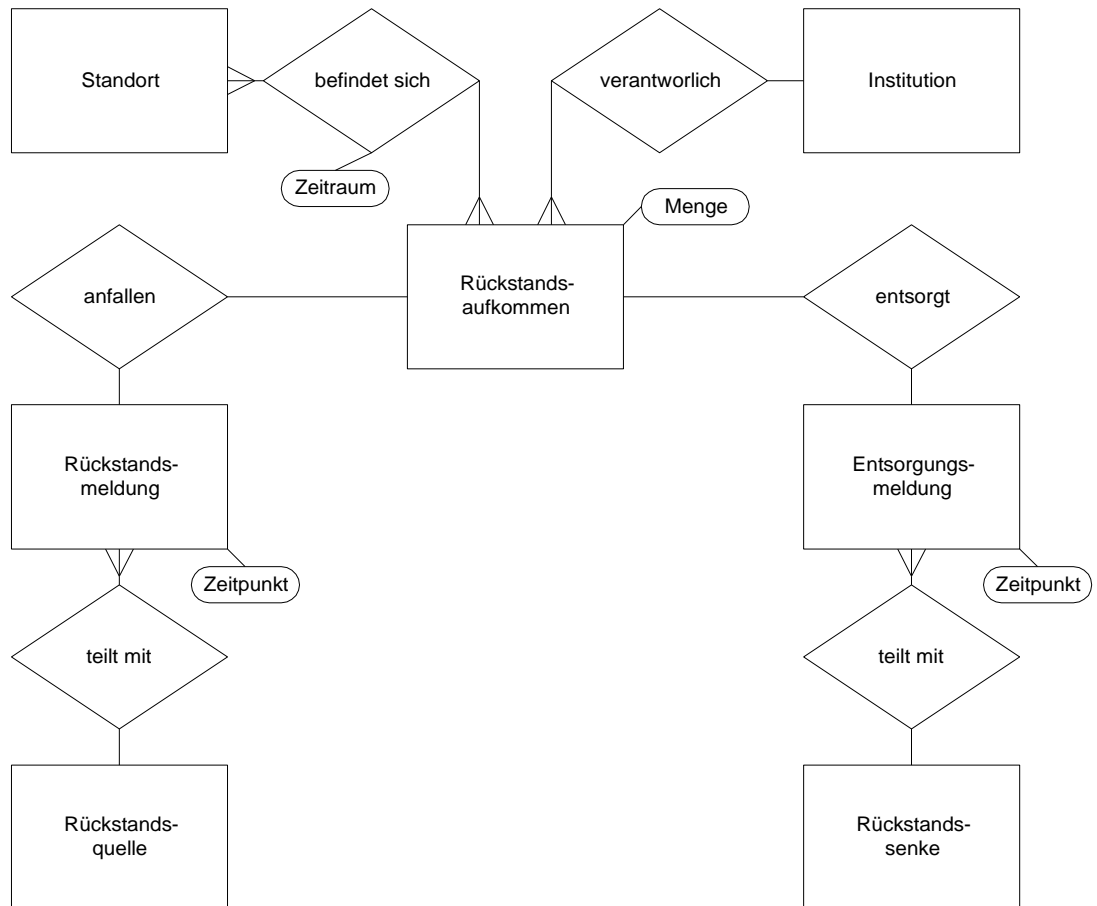 Standort
befindet sich
verantworlich
Institution
Zeitraum
Menge
anfallen
Rückstands-
aufkommen
entsorgt
Rückstands-
meldung
Entsorgungs-
meldung
Zeitpunkt
Zeitpunkt
teilt mit
teilt mit
Rückstands-
quelle
Rückstands-
senke